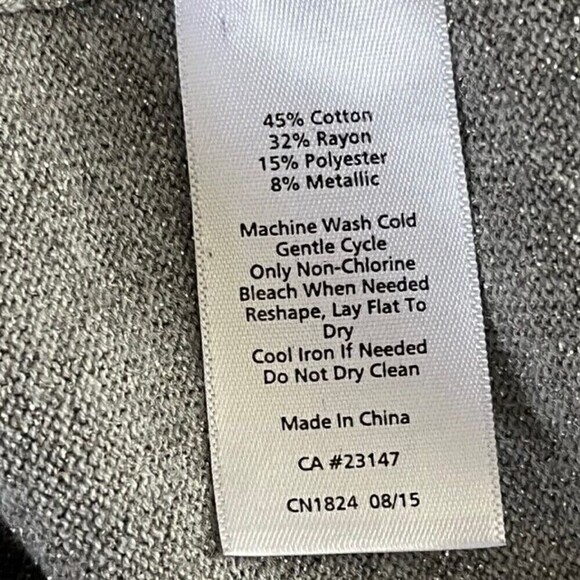 45% Cotton
32% Rayon
15% Polyester
8% Metallic
Machine Wash Cold
Gentle Cycle
Only Non-Chlorine
Bleach When Needed
Reshape, Lay Flat To
Dry
Cool Iron If Needed
Do Not Dry Clean
Made In China
CA #23147
CN1824 08/15